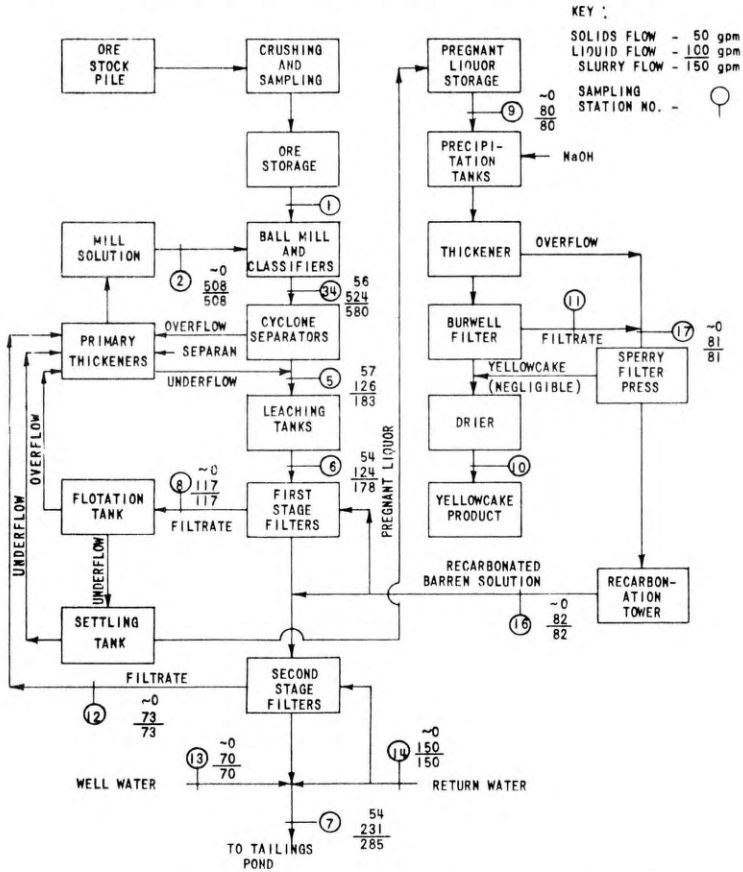 KEY :
SOLIDS FLOW - 50 gpm
LIQUID FLOW - 100 gpm
SLURRY FLOW - 150 gpm
SAMPLING
STATION NO. -
ORE
STOCK
PILE
CRUSHING
AND
SAMPLING
PREGNANT
LIQUOR
STORAGE
9
~0
80
80
ORE
STORAGE
PRECIPI-
TATION
TANKS
NaOH
1
MILL
SOLUTION
BALL MILL
AND
CLASSIFIERS
THICKENER
OVERFLOW
2
~0
508
508
34
56
524
580
11
PRIMARY
THICKENERS
OVERFLOW
SEPARAN
UNDERFLOW
CYCLONE
SEPARATORS
BURWELL
FILTER
FILTRATE
17
~0
81
81
5
57
126
183
YELLOWCAKE
(NEGLIGIBLE)
SPERRY
FILTER
PRESS
LEACHING
TANKS
DRIER
6
54
124
178
10
OVERFLOW
UNDERFLOW
PREGNANT LIQUOR
FLOTATION
TANK
8
~0
117
117
FILTRATE
FIRST
STAGE
FILTERS
YELLOWCAKE
PRODUCT
UNDERFLOW
RECARBONATED
BARREN SOLUTION
16
~0
82
82
RECARBON-
ATION
TOWER
SETTLING
TANK
FILTRATE
12
~0
73
73
SECOND
STAGE
FILTERS
13
~0
70
70
14
~0
150
150
WELL WATER
RETURN WATER
7
54
231
285
TO TAILINGS
POND